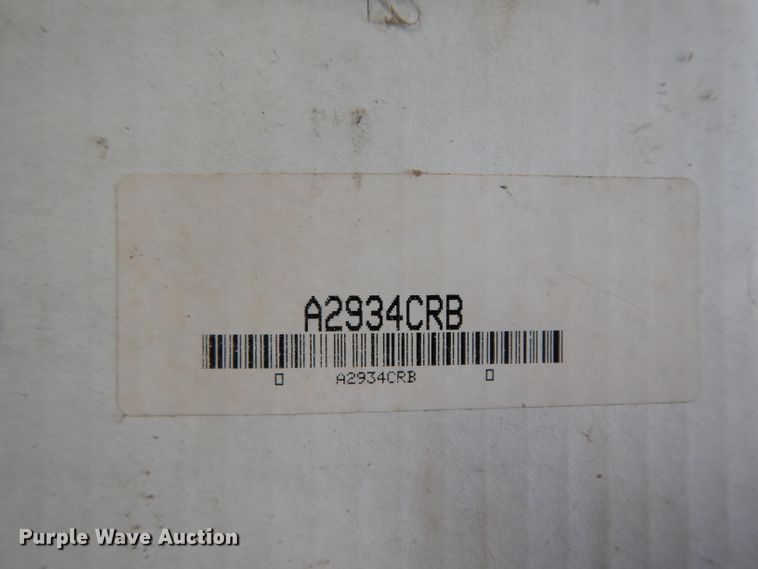 A2934CRB
▯ A2934CRB ▯
Purple Wave Auction